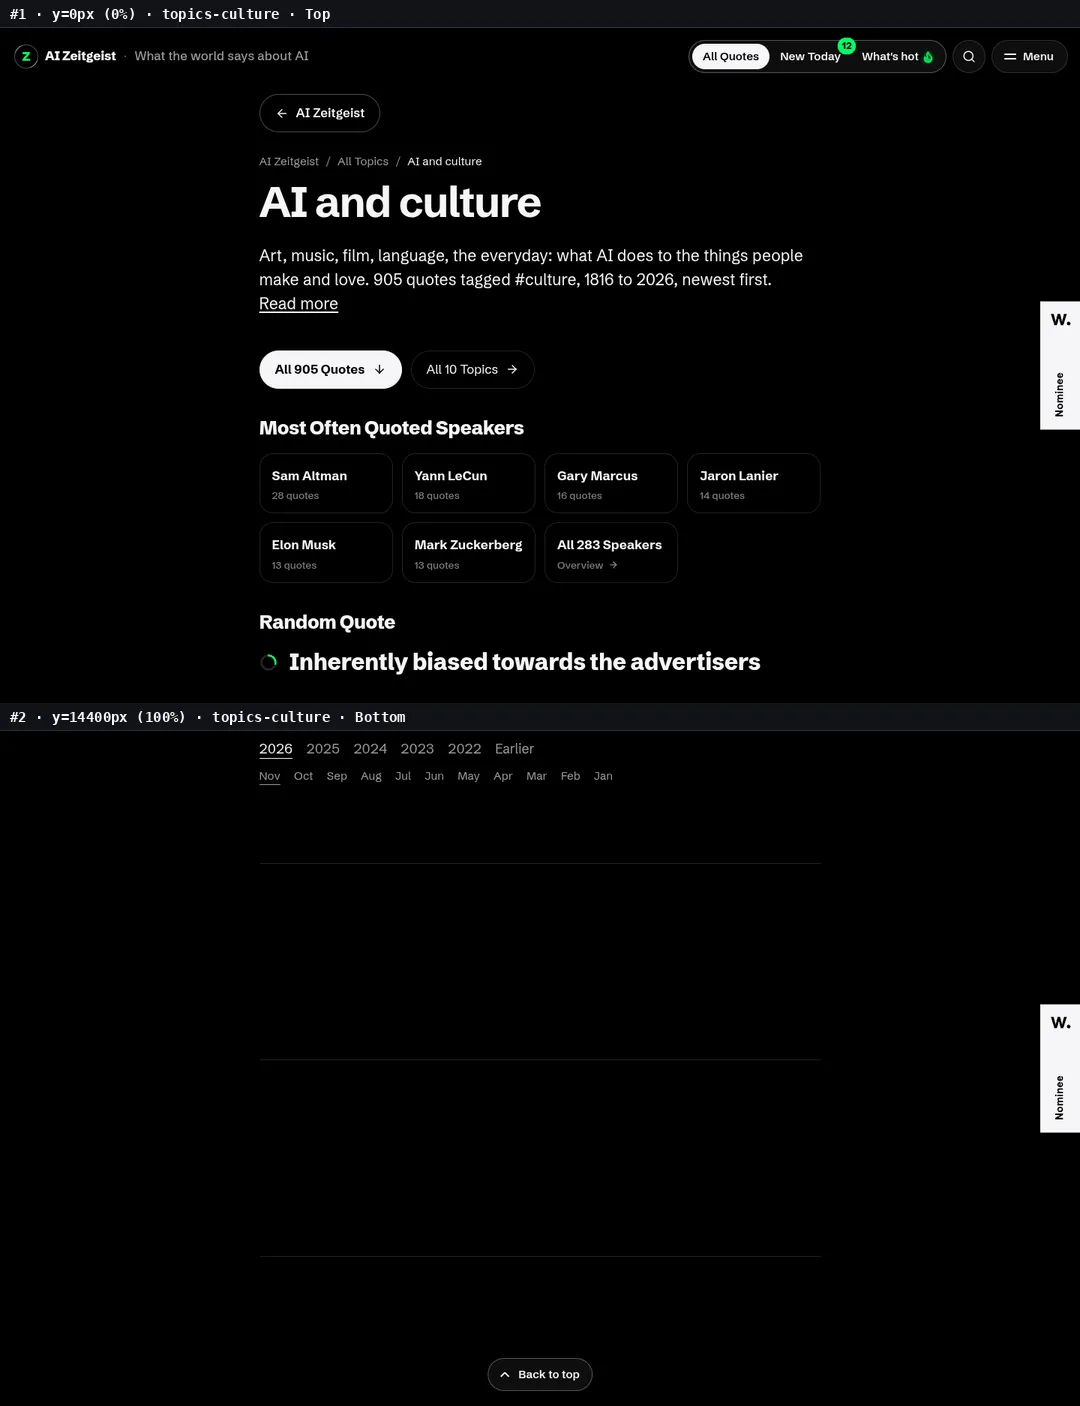 #1 · y=0px (0%) · topics-culture · Top
Z AI Zeitgeist · What the world says about AI
All Quotes New Today 12 What's hot Menu
← AI Zeitgeist
AI Zeitgeist / All Topics / AI and culture
AI and culture
Art, music, film, language, the everyday: what AI does to the things people
make and love. 905 quotes tagged #culture, 1816 to 2026, newest first.
Read more
All 905 Quotes ↓ All 10 Topics →
Most Often Quoted Speakers
Sam Altman Yann LeCun Gary Marcus Jaron Lanier
28 quotes 18 quotes 16 quotes 14 quotes
Elon Musk Mark Zuckerberg All 283 Speakers
13 quotes 13 quotes Overview →
Random Quote
Inherently biased towards the advertisers
W.
Nominee
#2 · y=14400px (100%) · topics-culture · Bottom
2026 2025 2024 2023 2022 Earlier
Nov Oct Sep Aug Jul Jun May Apr Mar Feb Jan
W.
Nominee
Back to top